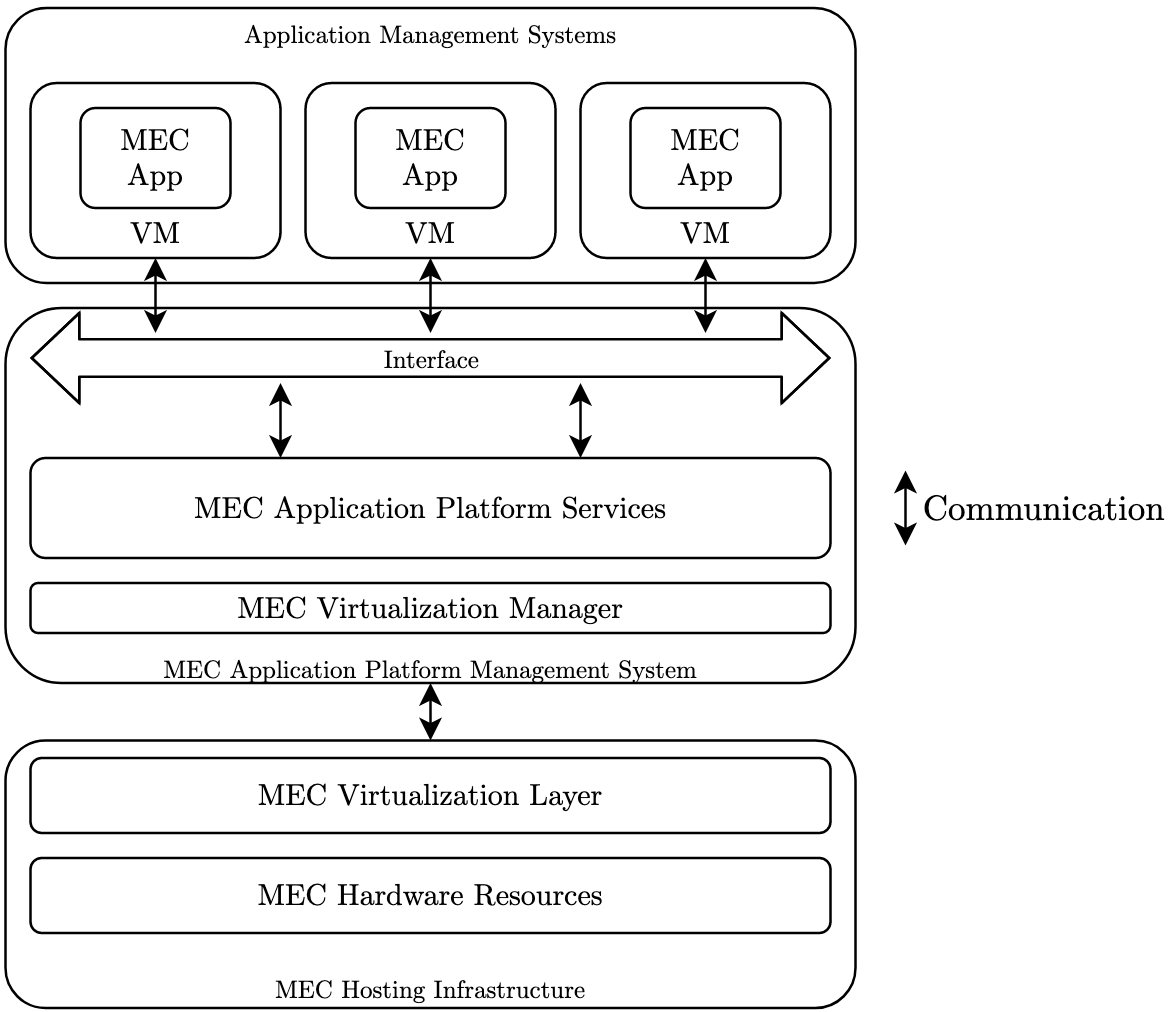 Application Management Systems
MEC
App
VM
MEC
App
VM
MEC
App
VM
Interface
MEC Application Platform Services
MEC Virtualization Manager
MEC Application Platform Management System
Communication
MEC Virtualization Layer
MEC Hardware Resources
MEC Hosting Infrastructure